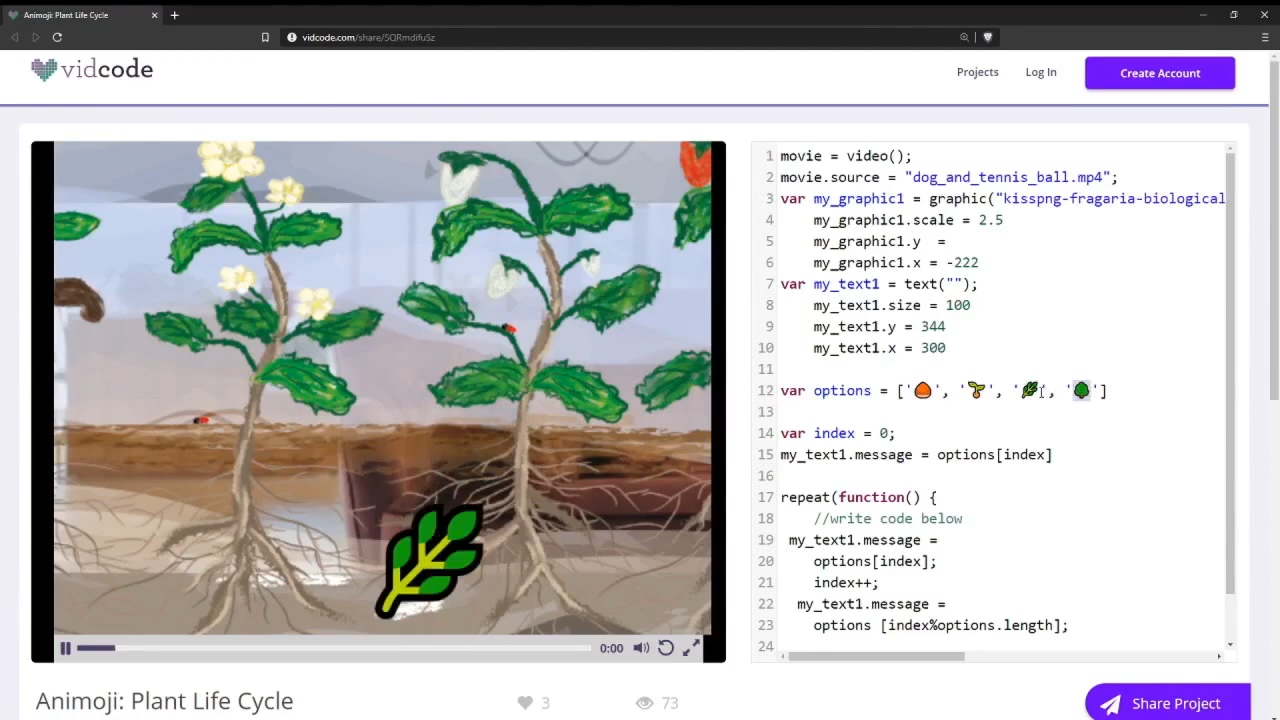 Animoji: Plant Life Cycle
vidcode.com/share/SQRmdifuSz
vidcode
Projects
Log In
Create Account
1 movie = video();
2 movie.source = "dog_and_tennis_ball.mp4";
3 var my_graphic1 = graphic("kisspng-fragaria-biological
4 my_graphic1.scale = 2.5
5 my_graphic1.y =
6 my_graphic1.x = -222
7 var my_text1 = text("");
8 my_text1.size = 100
9 my_text1.y = 344
10 my_text1.x = 300
11
12 var options = ['🌰', '🌱', '🌿', '🌳']
13
14 var index = 0;
15 my_text1.message = options[index]
16
17 repeat(function() {
18 //write code below
19 my_text1.message =
20 options[index];
21 index++;
22 my_text1.message =
23 options [index%options.length];
24
0:00
Animoji: Plant Life Cycle
3
73
Share Project